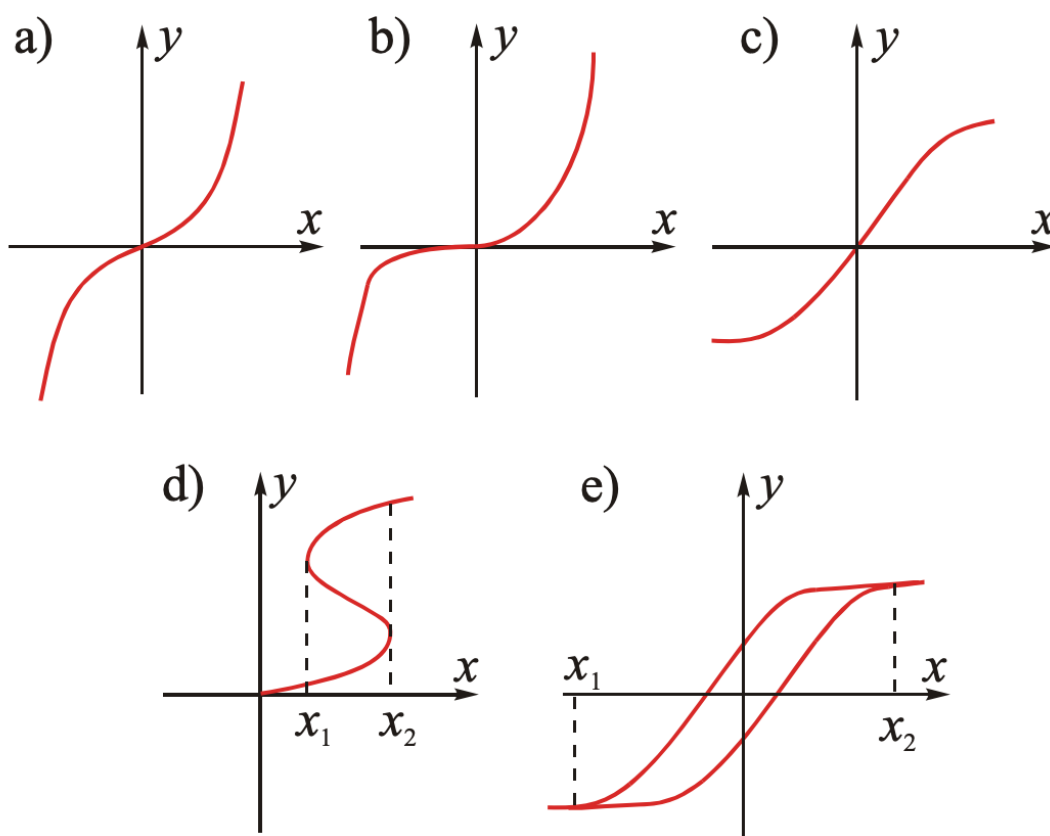 a) y x
b) y x
c) y x
d) y x x₁ x₂
e) y x x₁ x₂